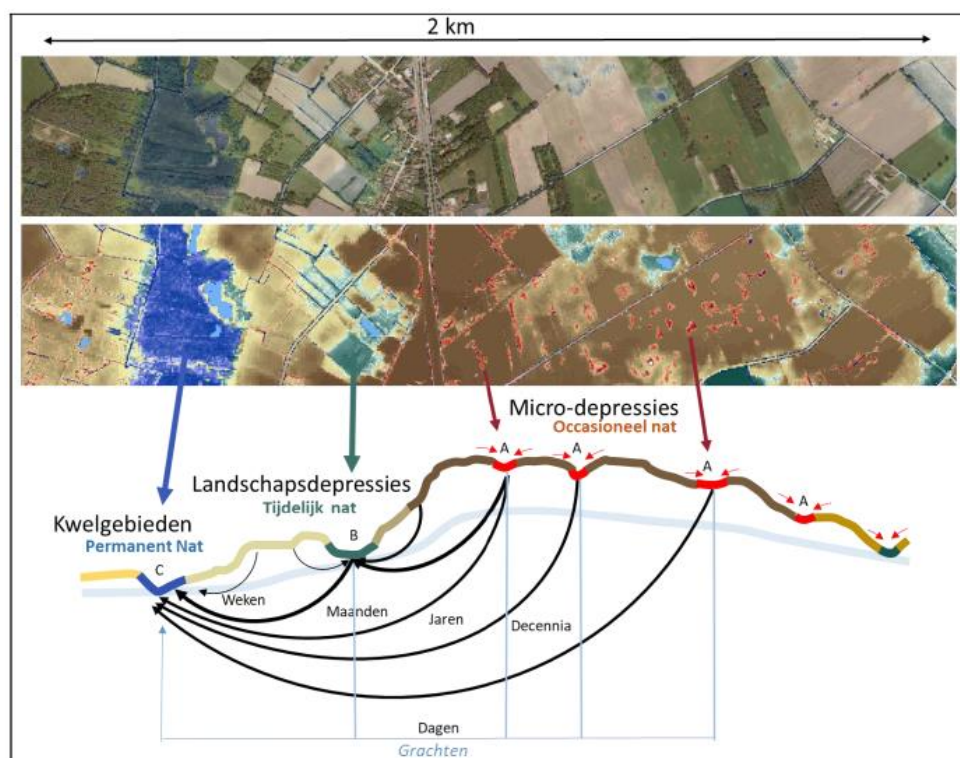 2 km
Micro-depressies
Occasioneel nat
A
A
A
A
Landschapsdepressies
Tijdelijk nat
B
Kwelgebieden
Permanent Nat
C
Weken
Maanden
Jaren
Decennia
Dagen
Grachten